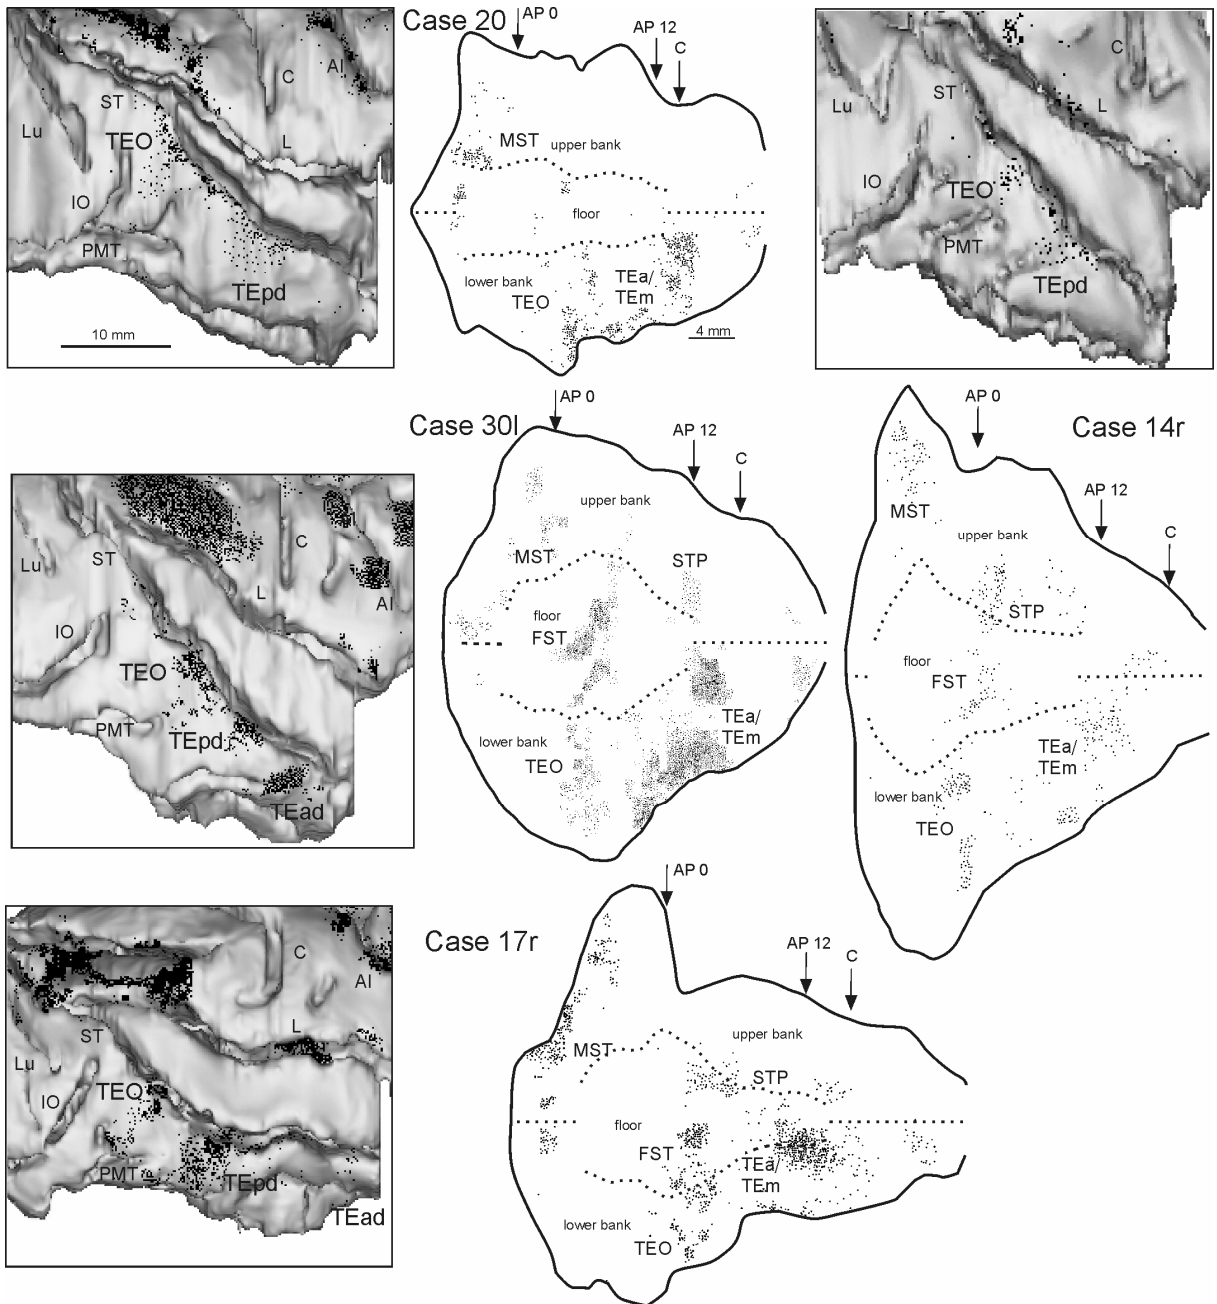 Case 20
AP 0
AP 12
C
C
AI
ST
Lu
TEO
L
IO
PMT
TEpd
10 mm
MST
upper bank
floor
lower bank
TEO
TEa/
TEm
4 mm
C
Lu
ST
L
IO
TEO
PMT
TEpd
Case 30l
AP 0
AP 12
C
upper bank
MST
STP
floor
FST
TEa/
TEm
lower bank
TEO
C
Lu
ST
L
AI
IO
TEO
PMT
TEpd
TEad
Case 14r
AP 0
AP 12
C
MST
upper bank
STP
floor
FST
TEa/
TEm
lower bank
TEO
Case 17r
AP 0
AP 12
C
upper bank
MST
STP
floor
FST
TEa/
TEm
lower bank
TEO
C
AI
L
ST
Lu
IO
TEO
PMT
TEpd
TEad